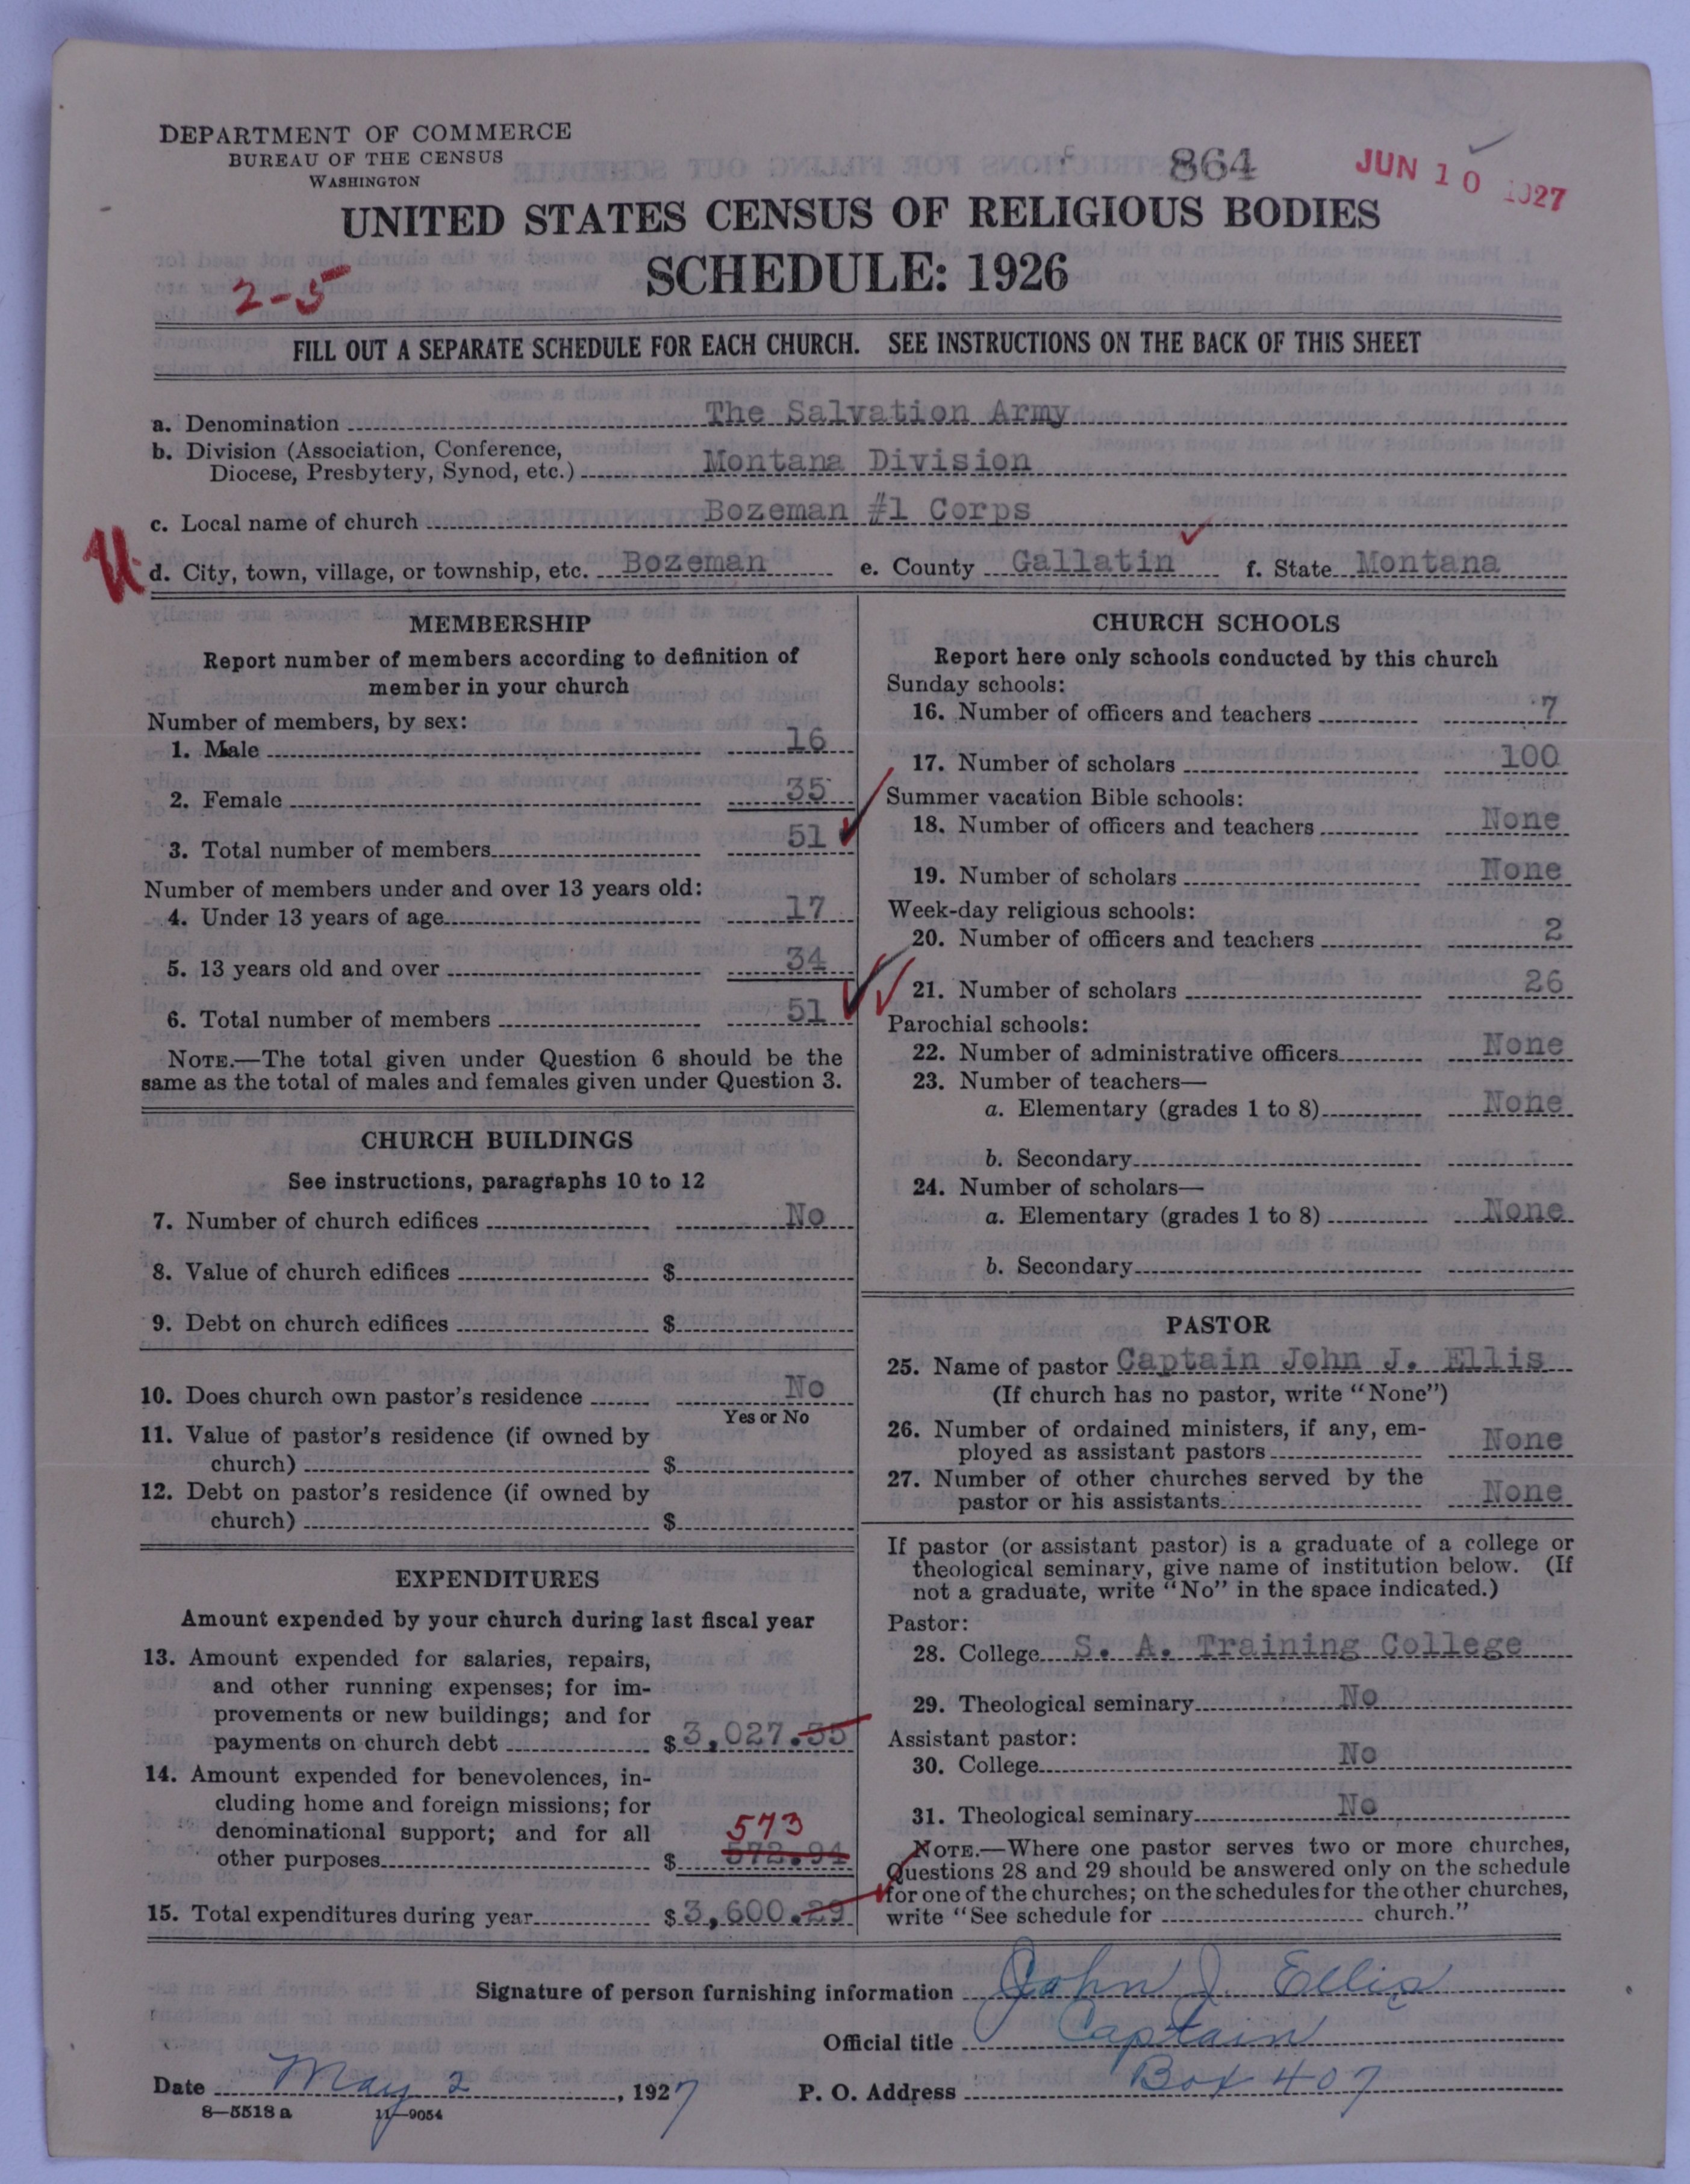 DEPARTMENT OF COMMERCE
BUREAU OF THE CENSUS
WASHINGTON
864
JUN 10 1927
UNITED STATES CENSUS OF RELIGIOUS BODIES
SCHEDULE: 1926
2-5
FILL OUT A SEPARATE SCHEDULE FOR EACH CHURCH. SEE INSTRUCTIONS ON THE BACK OF THIS SHEET
a. Denomination The Salvation Army
b. Division (Association, Conference,
Diocese, Presbytery, Synod, etc.) Montana Division
c. Local name of church Bozeman #1 Corps
d. City, town, village, or township, etc. Bozeman e. County Gallatin f. State Montana
MEMBERSHIP
Report number of members according to definition of
member in your church
Number of members, by sex:
1. Male 16
2. Female 35
3. Total number of members 51
Number of members under and over 13 years old:
4. Under 13 years of age 17
5. 13 years old and over 34
6. Total number of members 51
NOTE.—The total given under Question 6 should be the
same as the total of males and females given under Question 3.
CHURCH BUILDINGS
See instructions, paragraphs 10 to 12
7. Number of church edifices No
8. Value of church edifices $
9. Debt on church edifices $
10. Does church own pastor's residence No
Yes or No
11. Value of pastor's residence (if owned by
church) $
12. Debt on pastor's residence (if owned by
church) $
EXPENDITURES
Amount expended by your church during last fiscal year
13. Amount expended for salaries, repairs,
and other running expenses; for im-
provements or new buildings; and for
payments on church debt $ 3,027.35
14. Amount expended for benevolences, in-
cluding home and foreign missions; for
denominational support; and for all 573
other purposes $ 572.94
15. Total expenditures during year $ 3,600.29
CHURCH SCHOOLS
Report here only schools conducted by this church
Sunday schools:
16. Number of officers and teachers 7
17. Number of scholars 100
Summer vacation Bible schools:
18. Number of officers and teachers None
19. Number of scholars None
Week-day religious schools:
20. Number of officers and teachers 2
21. Number of scholars 26
Parochial schools:
22. Number of administrative officers None
23. Number of teachers—
a. Elementary (grades 1 to 8) None
b. Secondary
24. Number of scholars—
a. Elementary (grades 1 to 8) None
b. Secondary
PASTOR
25. Name of pastor Captain John J. Ellis
(If church has no pastor, write "None")
26. Number of ordained ministers, if any, em-
ployed as assistant pastors None
27. Number of other churches served by the
pastor or his assistants None
If pastor (or assistant pastor) is a graduate of a college or
theological seminary, give name of institution below. (If
not a graduate, write "No" in the space indicated.)
Pastor:
28. College S. A. Training College
29. Theological seminary No
Assistant pastor:
30. College No
31. Theological seminary No
NOTE.—Where one pastor serves two or more churches,
Questions 28 and 29 should be answered only on the schedule
for one of the churches; on the schedules for the other churches,
write "See schedule for church."
Signature of person furnishing information John J. Ellis
Official title Captain
Date May 2, 1927 P. O. Address Box 407
8—5518 a 11—9054